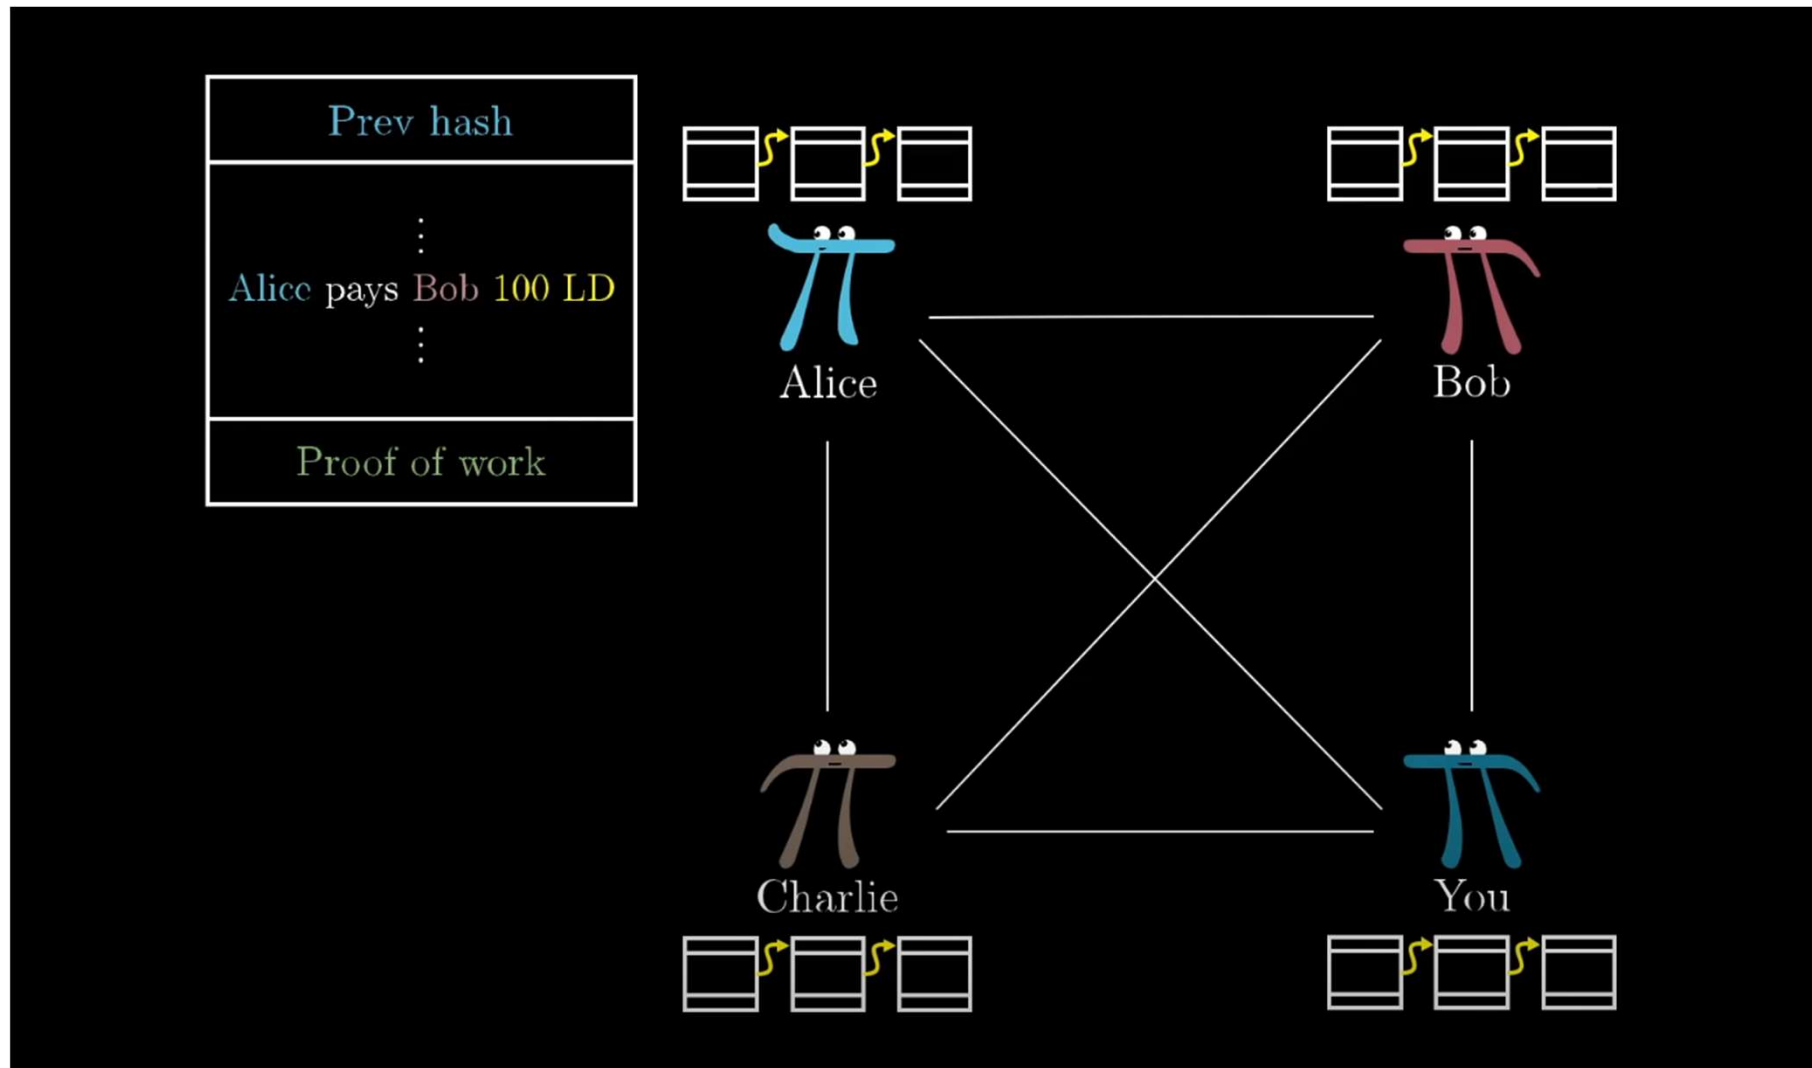 Prev hash
Alice pays Bob 100 LD
Proof of work
Alice
Bob
Charlie
You